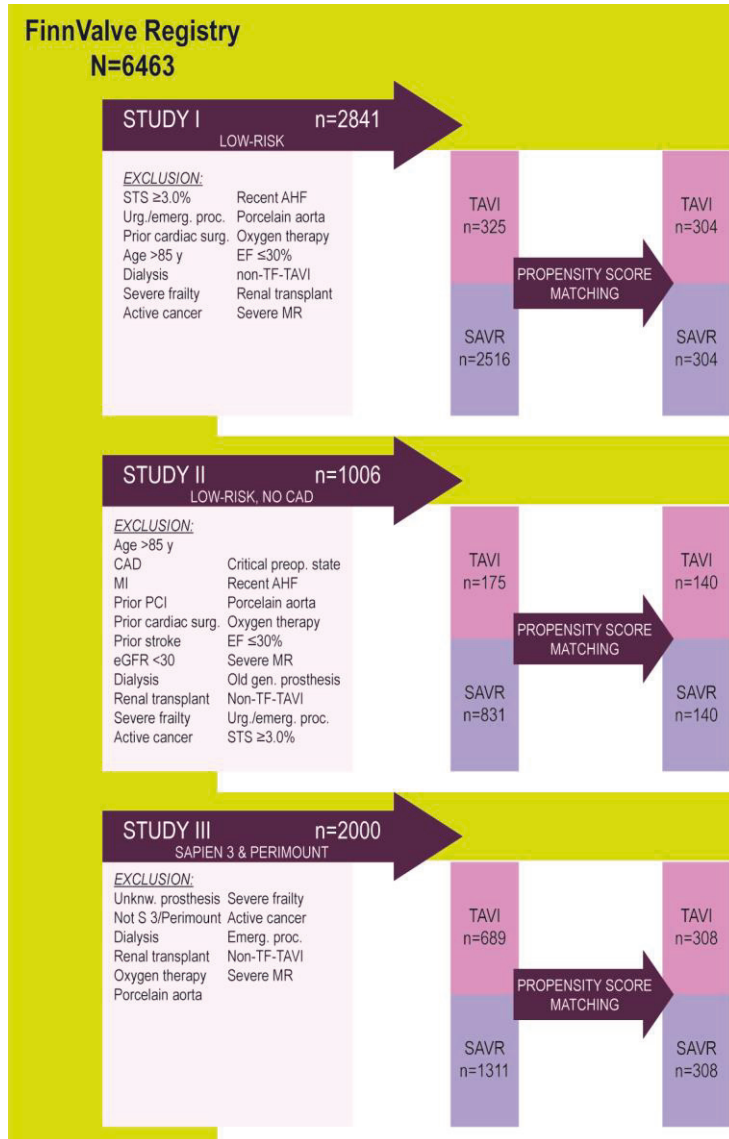 FinnValve Registry
N=6463
STUDY I n=2841
LOW-RISK
EXCLUSION:
STS ≥3.0% Recent AHF
Urg./emerg. proc. Porcelain aorta
Prior cardiac surg. Oxygen therapy
Age >85 y EF ≤30%
Dialysis non-TF-TAVI
Severe frailty Renal transplant
Active cancer Severe MR
TAVI
n=325
SAVR
n=2516
PROPENSITY SCORE
MATCHING
TAVI
n=304
SAVR
n=304
STUDY II n=1006
LOW-RISK, NO CAD
EXCLUSION:
Age >85 y
CAD Critical preop. state
MI Recent AHF
Prior PCI Porcelain aorta
Prior cardiac surg. Oxygen therapy
Prior stroke EF ≤30%
eGFR <30 Severe MR
Dialysis Old gen. prosthesis
Renal transplant Non-TF-TAVI
Severe frailty Urg./emerg. proc.
Active cancer STS ≥3.0%
TAVI
n=175
SAVR
n=831
PROPENSITY SCORE
MATCHING
TAVI
n=140
SAVR
n=140
STUDY III n=2000
SAPIEN 3 & PERIMOUNT
EXCLUSION:
Unknw. prosthesis Severe frailty
Not S 3/Perimount Active cancer
Dialysis Emerg. proc.
Renal transplant Non-TF-TAVI
Oxygen therapy Severe MR
Porcelain aorta
TAVI
n=689
SAVR
n=1311
PROPENSITY SCORE
MATCHING
TAVI
n=308
SAVR
n=308